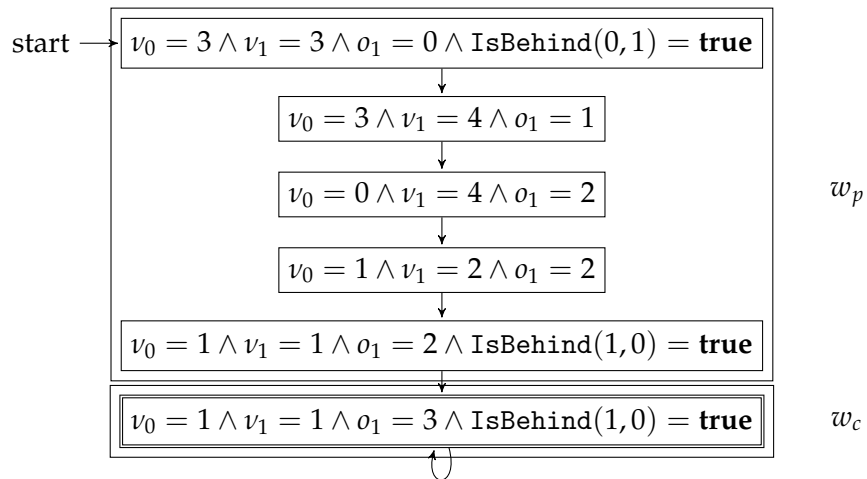 start ν₀ = 3 ∧ ν₁ = 3 ∧ o₁ = 0 ∧ IsBehind(0, 1) = true
ν₀ = 3 ∧ ν₁ = 4 ∧ o₁ = 1
ν₀ = 0 ∧ ν₁ = 4 ∧ o₁ = 2 w_p
ν₀ = 1 ∧ ν₁ = 2 ∧ o₁ = 2
ν₀ = 1 ∧ ν₁ = 1 ∧ o₁ = 2 ∧ IsBehind(1, 0) = true
ν₀ = 1 ∧ ν₁ = 1 ∧ o₁ = 3 ∧ IsBehind(1, 0) = true w_c